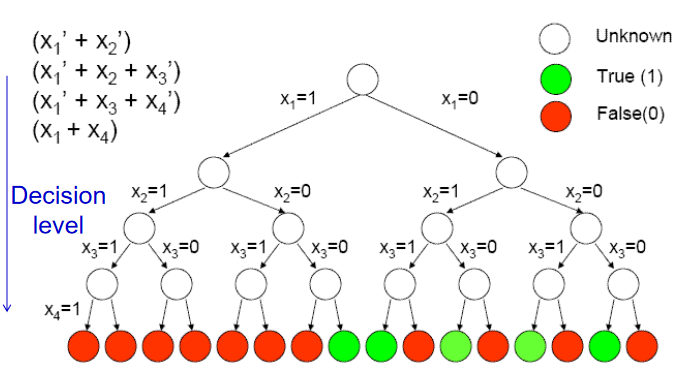 (x₁’ + x₂’)
(x₁’ + x₂ + x₃’)
(x₁’ + x₃ + x₄’)
(x₁ + x₄)
Unknown
True (1)
False(0)
Decision
level
x₁=1 x₁=0
x₂=1 x₂=0 x₂=1 x₂=0
x₃=1 x₃=0 x₃=1 x₃=0 x₃=1 x₃=0 x₃=1 x₃=0
x₄=1